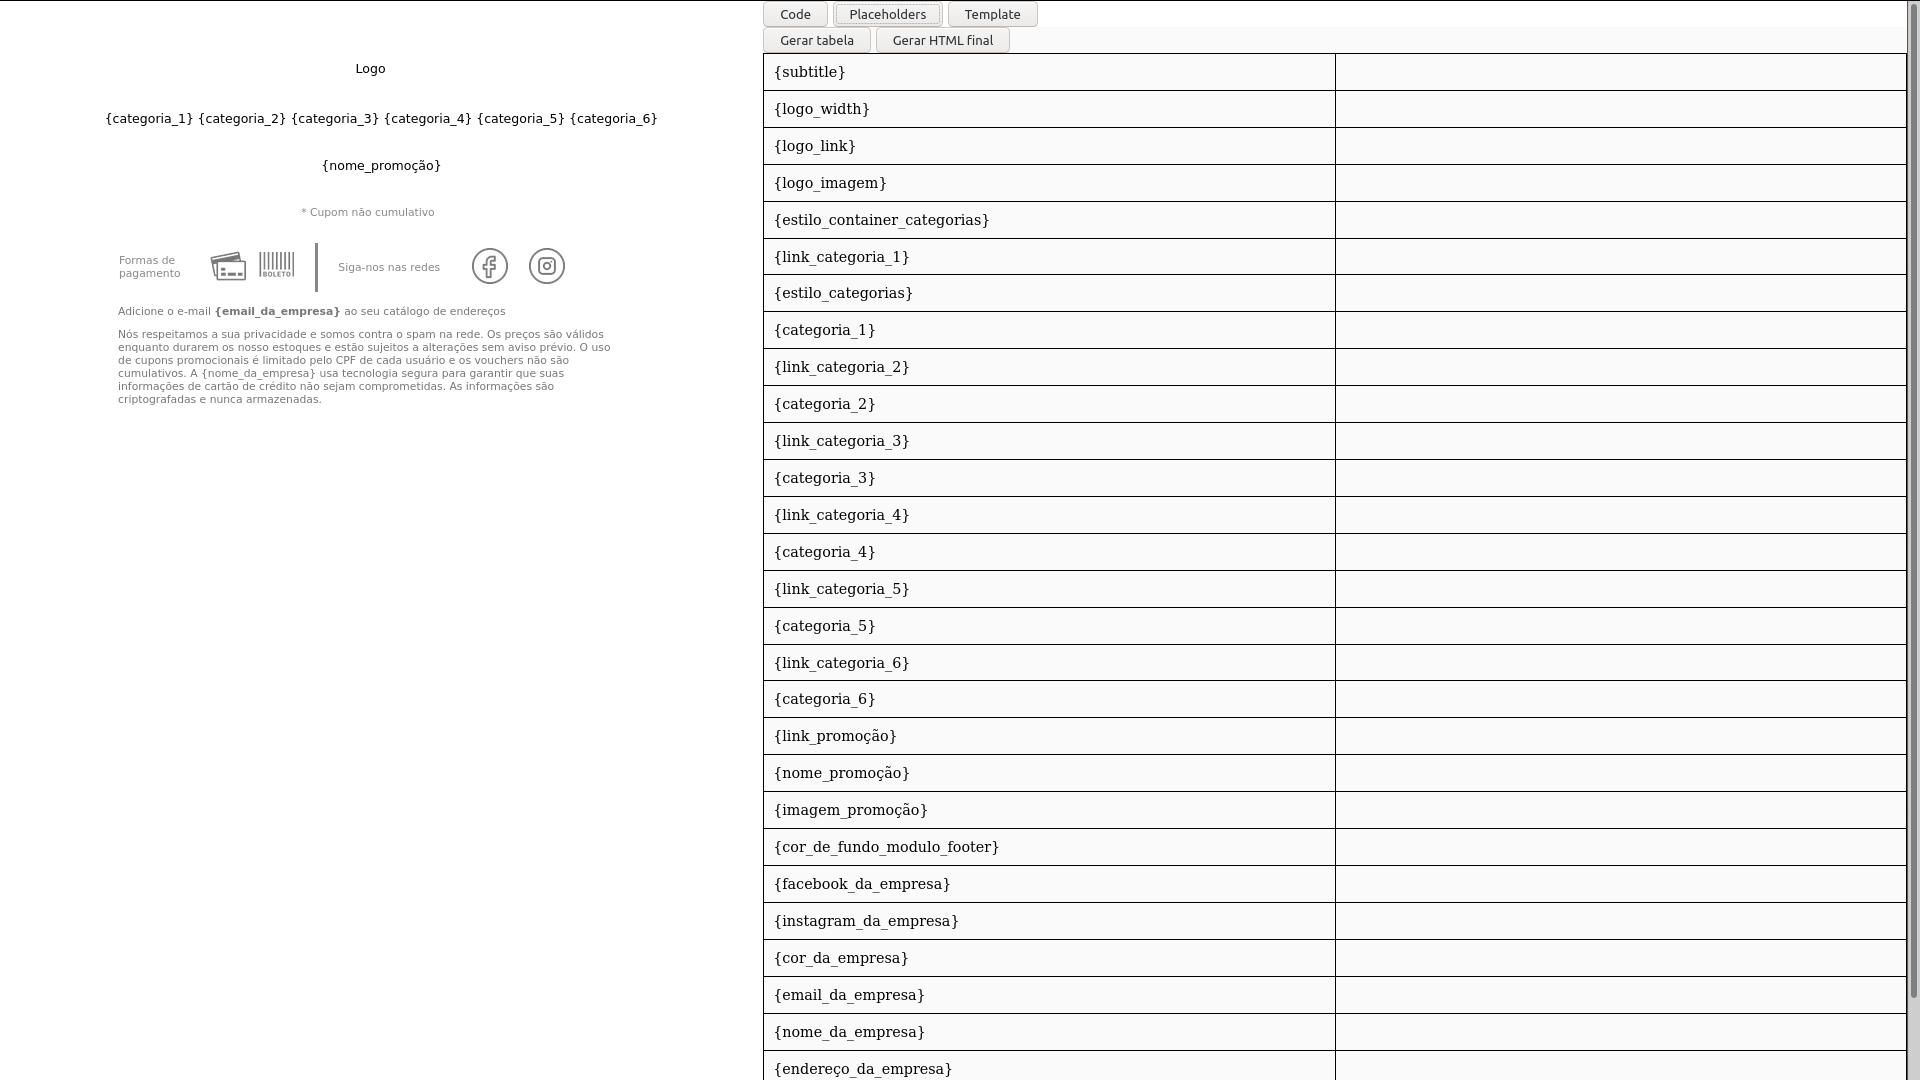 Logo
{categoria_1} {categoria_2} {categoria_3} {categoria_4} {categoria_5} {categoria_6}
{nome_promoção}
* Cupom não cumulativo
Formas de
pagamento
BOLETO
Siga-nos nas redes
Adicione o e-mail {email_da_empresa} ao seu catálogo de endereços
Nós respeitamos a sua privacidade e somos contra o spam na rede. Os preços são válidos
enquanto durarem os nosso estoques e estão sujeitos a alterações sem aviso prévio. O uso
de cupons promocionais é limitado pelo CPF de cada usuário e os vouchers não são
cumulativos. A {nome_da_empresa} usa tecnologia segura para garantir que suas
informações de cartão de crédito não sejam comprometidas. As informações são
criptografadas e nunca armazenadas.
Code Placeholders Template
Gerar tabela Gerar HTML final
{subtitle}
{logo_width}
{logo_link}
{logo_imagem}
{estilo_container_categorias}
{link_categoria_1}
{estilo_categorias}
{categoria_1}
{link_categoria_2}
{categoria_2}
{link_categoria_3}
{categoria_3}
{link_categoria_4}
{categoria_4}
{link_categoria_5}
{categoria_5}
{link_categoria_6}
{categoria_6}
{link_promoção}
{nome_promoção}
{imagem_promoção}
{cor_de_fundo_modulo_footer}
{facebook_da_empresa}
{instagram_da_empresa}
{cor_da_empresa}
{email_da_empresa}
{nome_da_empresa}
{endereço_da_empresa}